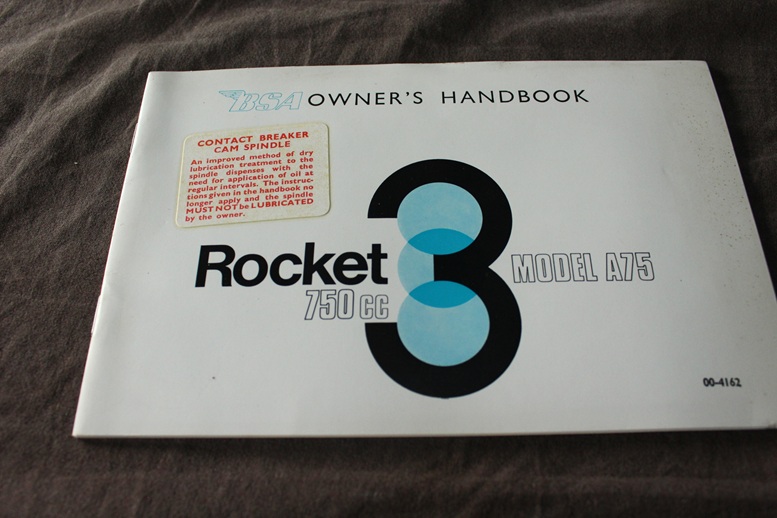 BSA OWNER'S HANDBOOK
CONTACT BREAKER
CAM SPINDLE
An improved method of dry
lubrication treatment to the
spindle dispenses with the
need for application of oil at
regular intervals. The instruc-
tions given in the handbook no
longer apply and the spindle
MUST NOT be LUBRICATED
by the owner.
Rocket 3 MODEL A75
750 CC
00-4162